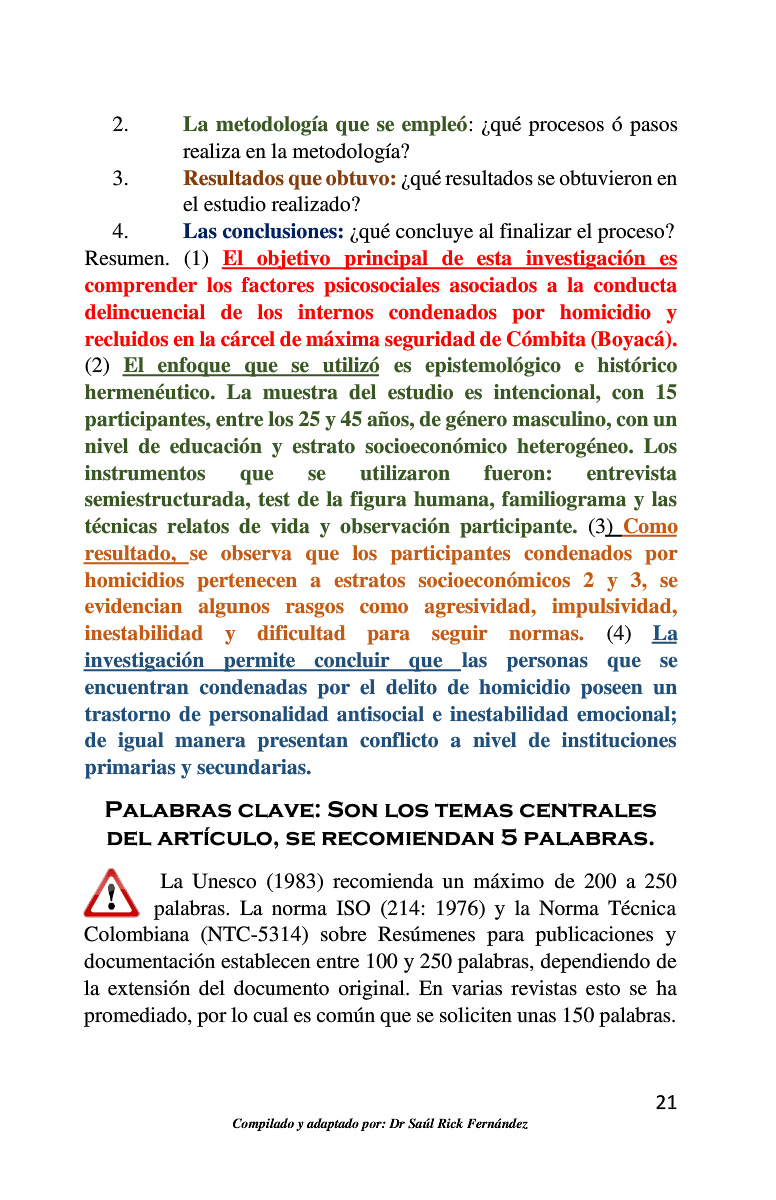 2. La metodología que se empleó: ¿qué procesos ó pasos
realiza en la metodología?
3. Resultados que obtuvo: ¿qué resultados se obtuvieron en
el estudio realizado?
4. Las conclusiones: ¿qué concluye al finalizar el proceso?
Resumen. (1) El objetivo principal de esta investigación es
comprender los factores psicosociales asociados a la conducta
delincuencial de los internos condenados por homicidio y
recluidos en la cárcel de máxima seguridad de Cómbita (Boyacá).
(2) El enfoque que se utilizó es epistemológico e histórico
hermenéutico. La muestra del estudio es intencional, con 15
participantes, entre los 25 y 45 años, de género masculino, con un
nivel de educación y estrato socioeconómico heterogéneo. Los
instrumentos que se utilizaron fueron: entrevista
semiestructurada, test de la figura humana, familiograma y las
técnicas relatos de vida y observación participante. (3) Como
resultado, se observa que los participantes condenados por
homicidios pertenecen a estratos socioeconómicos 2 y 3, se
evidencian algunos rasgos como agresividad, impulsividad,
inestabilidad y dificultad para seguir normas. (4) La
investigación permite concluir que las personas que se
encuentran condenadas por el delito de homicidio poseen un
trastorno de personalidad antisocial e inestabilidad emocional;
de igual manera presentan conflicto a nivel de instituciones
primarias y secundarias.
Palabras clave: Son los temas centrales
del artículo, se recomiendan 5 palabras.
La Unesco (1983) recomienda un máximo de 200 a 250
palabras. La norma ISO (214: 1976) y la Norma Técnica
Colombiana (NTC-5314) sobre Resúmenes para publicaciones y
documentación establecen entre 100 y 250 palabras, dependiendo de
la extensión del documento original. En varias revistas esto se ha
promediado, por lo cual es común que se soliciten unas 150 palabras.
21
Compilado y adaptado por: Dr Saúl Rick Fernández